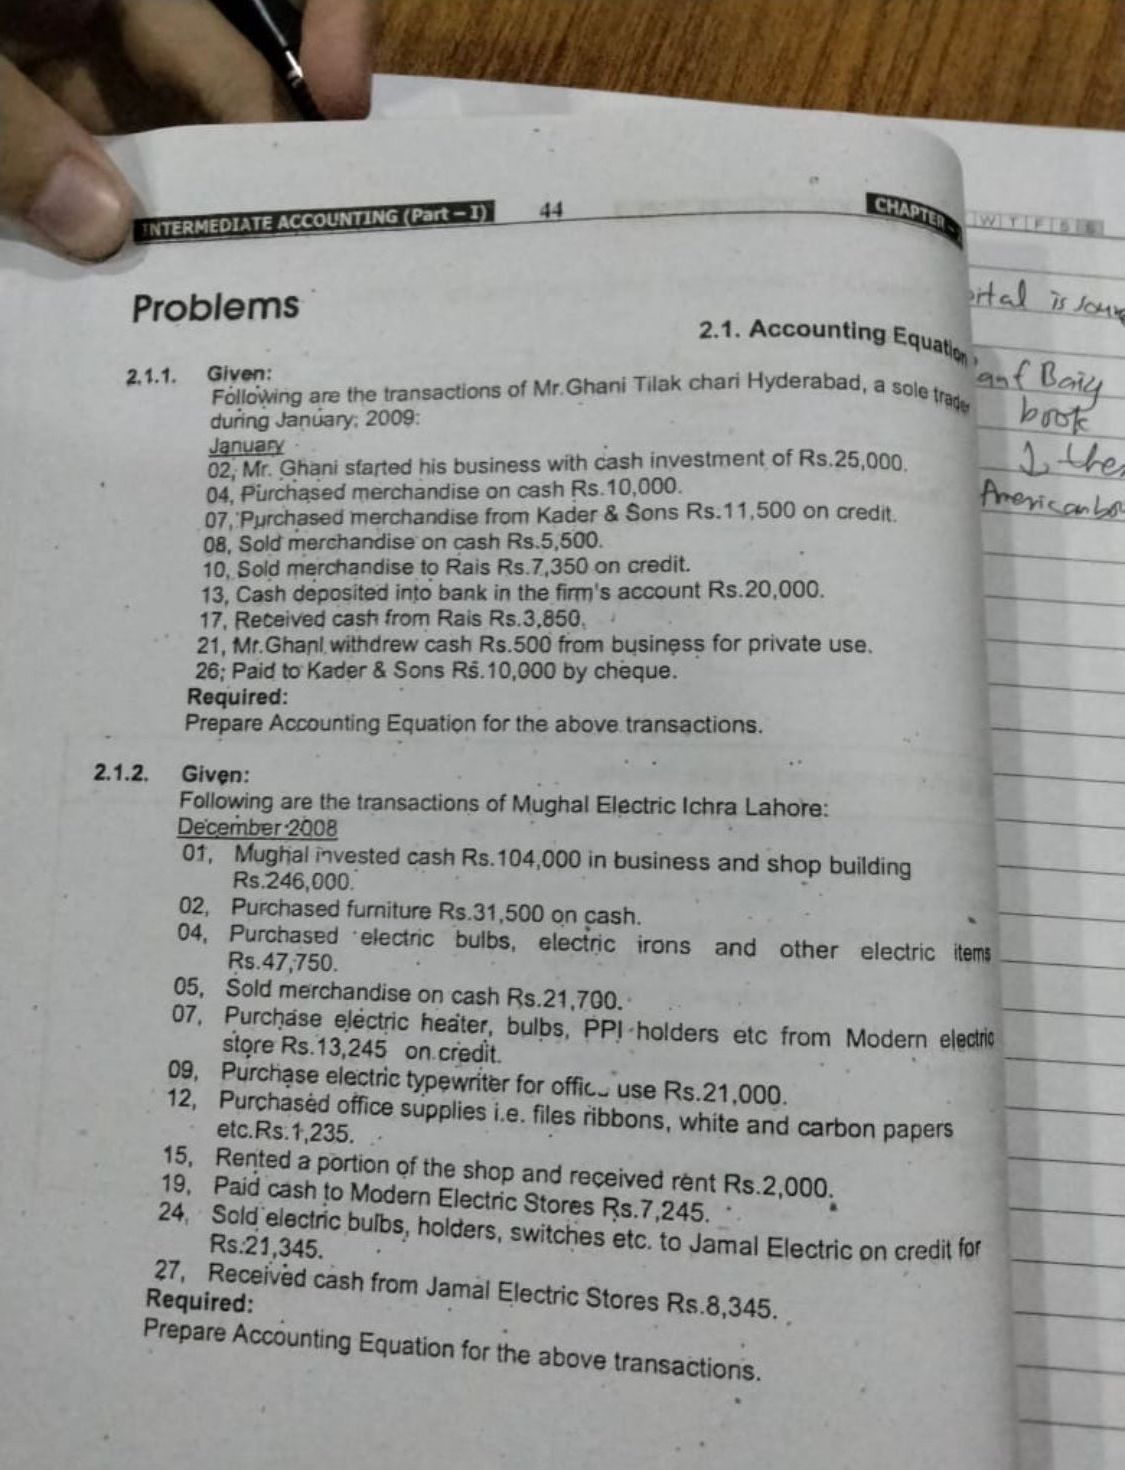 INTERMEDIATE ACCOUNTING (Part – I) 44 CHAPTER –
W T F S S
Problems
2.1. Accounting Equation
2.1.1. Given:
Following are the transactions of Mr.Ghani Tilak chari Hyderabad, a sole trader
during January; 2009:
January
02, Mr. Ghani started his business with cash investment of Rs.25,000.
04, Purchased merchandise on cash Rs.10,000.
07, Purchased merchandise from Kader & Sons Rs.11,500 on credit.
08, Sold merchandise on cash Rs.5,500.
10, Sold merchandise to Rais Rs.7,350 on credit.
13, Cash deposited into bank in the firm's account Rs.20,000.
17, Received cash from Rais Rs.3,850.
21, Mr.Ghani withdrew cash Rs.500 from business for private use.
26; Paid to Kader & Sons Rs.10,000 by cheque.
Required:
Prepare Accounting Equation for the above transactions.
2.1.2. Given:
Following are the transactions of Mughal Electric Ichra Lahore:
December 2008
01, Mughal invested cash Rs.104,000 in business and shop building
Rs.246,000.
02, Purchased furniture Rs.31,500 on cash.
04, Purchased electric bulbs, electric irons and other electric items
Rs.47,750.
05, Sold merchandise on cash Rs.21,700.
07, Purchase electric heater, bulbs, PPI holders etc from Modern electric
store Rs.13,245 on credit.
09, Purchase electric typewriter for offic use Rs.21,000.
12, Purchased office supplies i.e. files ribbons, white and carbon papers
etc.Rs.1,235.
15, Rented a portion of the shop and received rent Rs.2,000.
19, Paid cash to Modern Electric Stores Rs.7,245.
24, Sold electric bulbs, holders, switches etc. to Jamal Electric on credit for
Rs.21,345.
27, Received cash from Jamal Electric Stores Rs.8,345.
Required:
Prepare Accounting Equation for the above transactions.
is
book